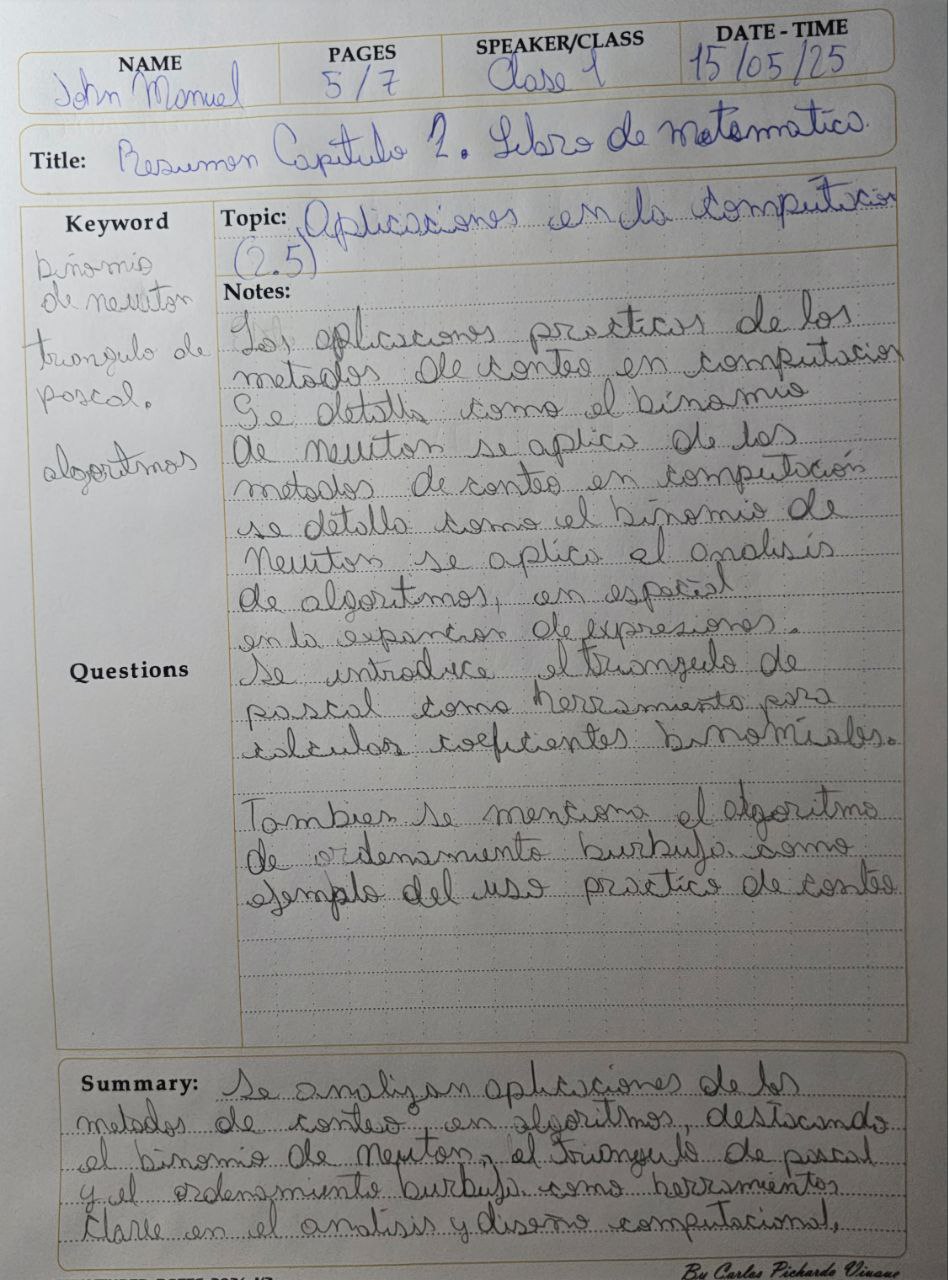 NAME PAGES SPEAKER/CLASS DATE - TIME
John Manuel 5/7 Clase 1 15/05/25
Title: Resumen Capitulo 2. Libro de matematica.
Keyword
binomio
de newton
triangulo de
pascal.
algoritmos
Questions
Topic: Aplicaciones en la computacion
(2.5)
Notes:
Las aplicaciones practicas de los
metodos de conteo en computacion
Se detalla como el binomio
de newton se aplica de los
metodos de conteo en computación
se detalla como el binomio de
Newton se aplica el analisis
de algoritmos, en especial
en la expancion de expresiones.
Se introduce el triangulo de
pascal como herramienta para
calculos coeficientes binomiales.
Tambien se menciona el algoritmo
de ordenamiento burbuja como
ejemplo del uso practico de conteo
Summary: Se analizan aplicaciones de los
metodos de conteo, en algoritmos, destacando
el binomio de Newton, el triangulo de pascal
y el ordenamiento burbuja como herramientas
clave en el analisis y diseño computacional.
By Carlos Pichardo Viuque